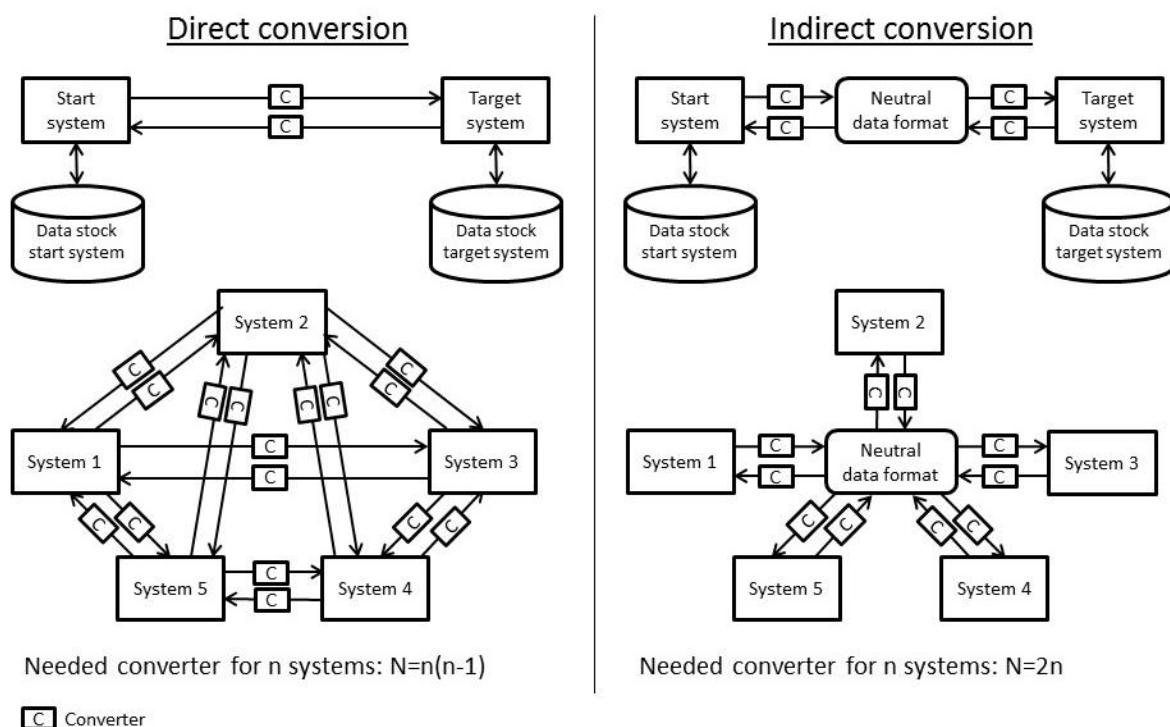 Direct conversion
Start
system
C
C
Target
system
Data stock
start system
Data stock
target system
System 2
C
C
C
C
C
C
C
C
System 1
C
C
System 3
C
C
C
C
System 5
C
C
System 4
Needed converter for n systems: N=n(n-1)
C Converter
Indirect conversion
Start
system
C
C
Neutral
data format
C
C
Target
system
Data stock
start system
Data stock
target system
System 2
C
C
System 1
C
C
Neutral
data format
C
C
System 3
C
C
C
C
System 5
System 4
Needed converter for n systems: N=2n